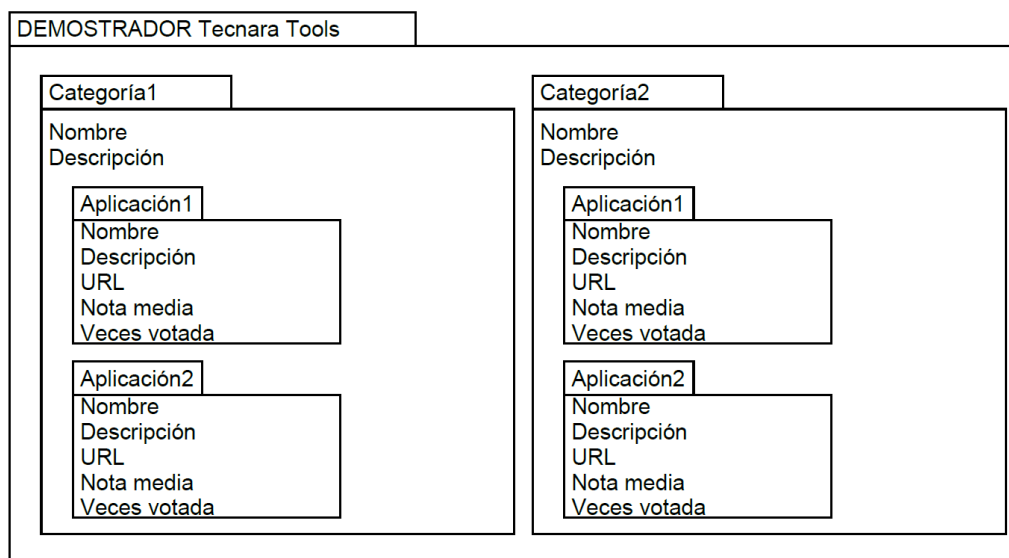 DEMOSTRADOR Tecnara Tools
Categoría1
Nombre
Descripción
Aplicación1
Nombre
Descripción
URL
Nota media
Veces votada
Aplicación2
Nombre
Descripción
URL
Nota media
Veces votada
Categoría2
Nombre
Descripción
Aplicación1
Nombre
Descripción
URL
Nota media
Veces votada
Aplicación2
Nombre
Descripción
URL
Nota media
Veces votada